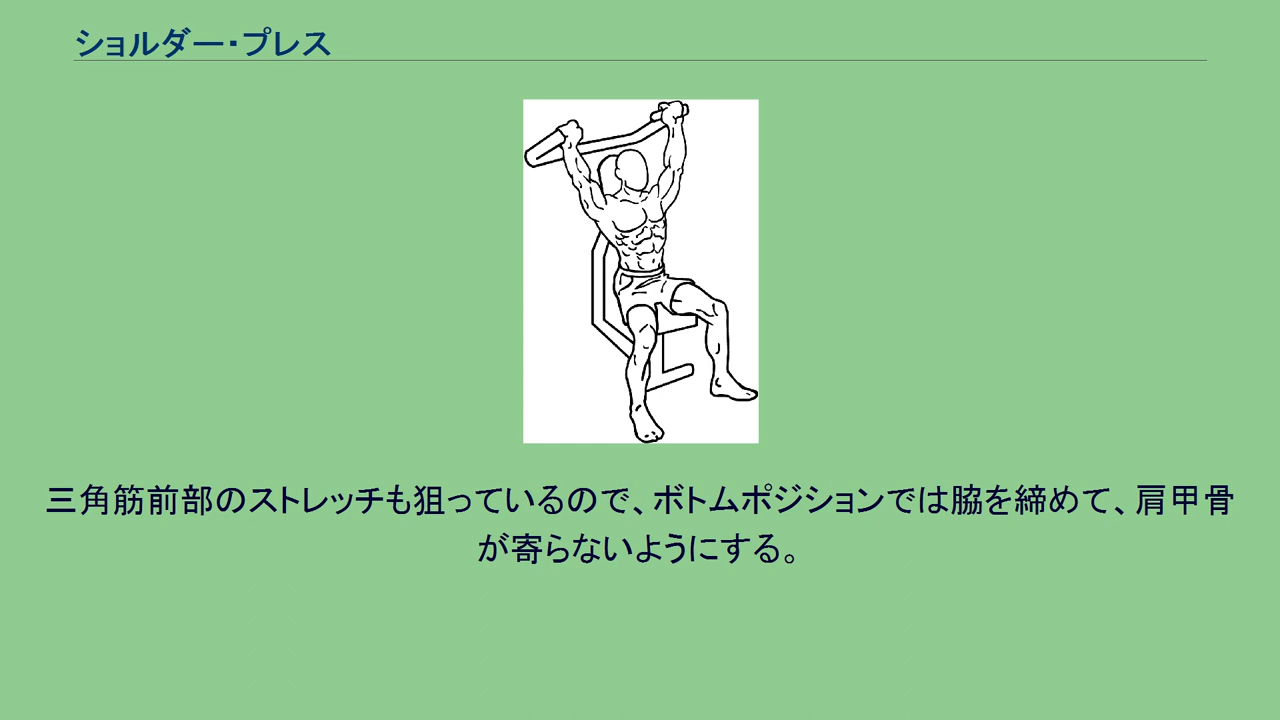 ショルダー・プレス
三角筋前部のストレッチも狙っているので、ボトムポジションでは脇を締めて、肩甲骨
が寄らないようにする。